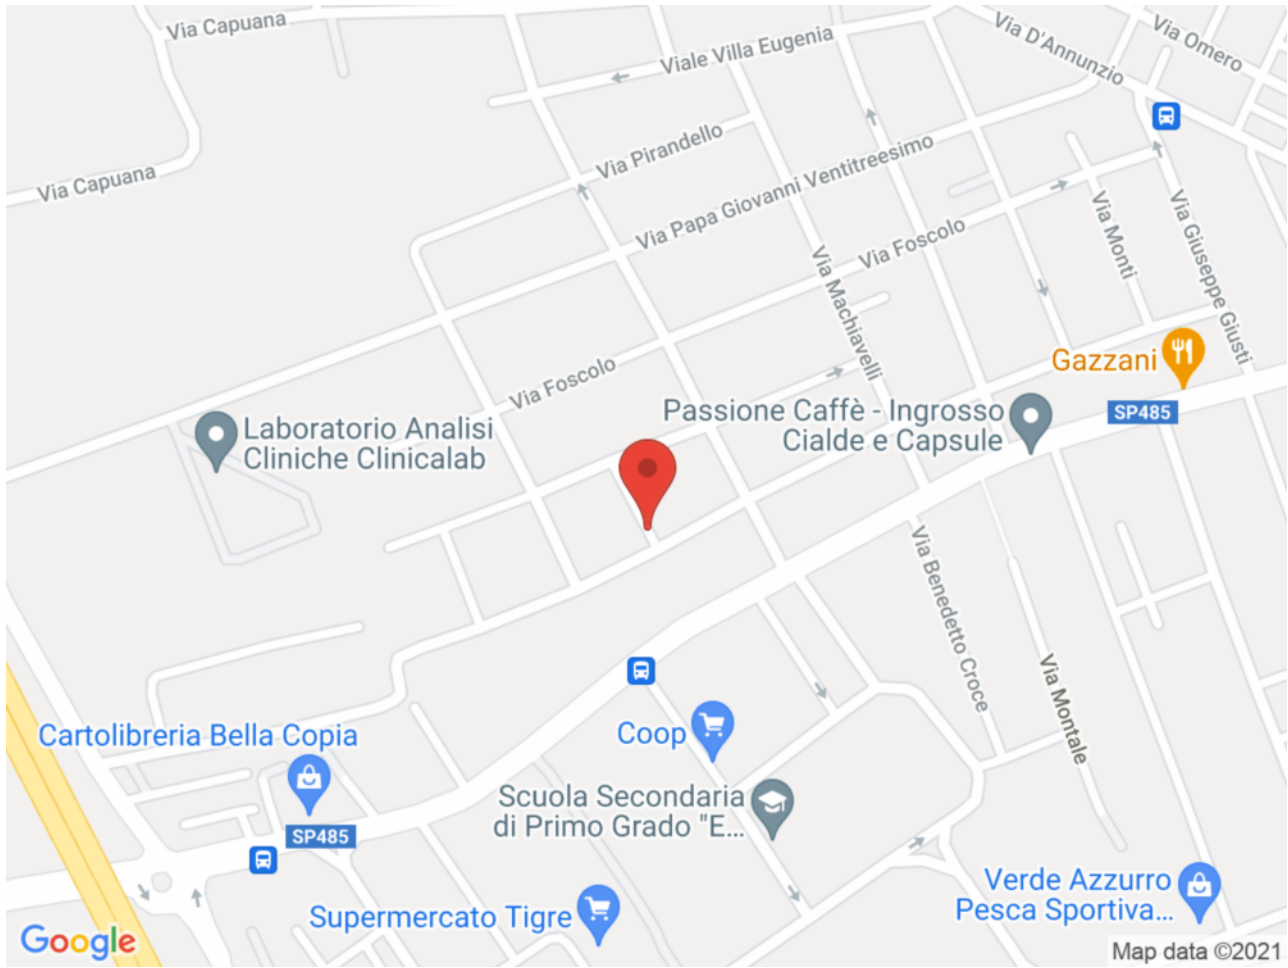 Via Capuana
Viale Villa Eugenia
Via D'Annunzio
Via Omero
Via Pirandello
Via Capuana
Via Papa Giovanni Ventitreesimo
Via Monti
Via Giuseppe Giusti
Via Foscolo
Via Machiavelli
Gazzani
Via Foscolo
Passione Caffè - Ingrosso
Cialde e Capsule
SP485
Laboratorio Analisi
Cliniche Clinicalab
Via Benedetto Croce
Via Montale
Cartolibreria Bella Copia
Coop
Scuola Secondaria
di Primo Grado "E...
SP485
Verde Azzurro
Pesca Sportiva...
Supermercato Tigre
Google
Map data ©2021